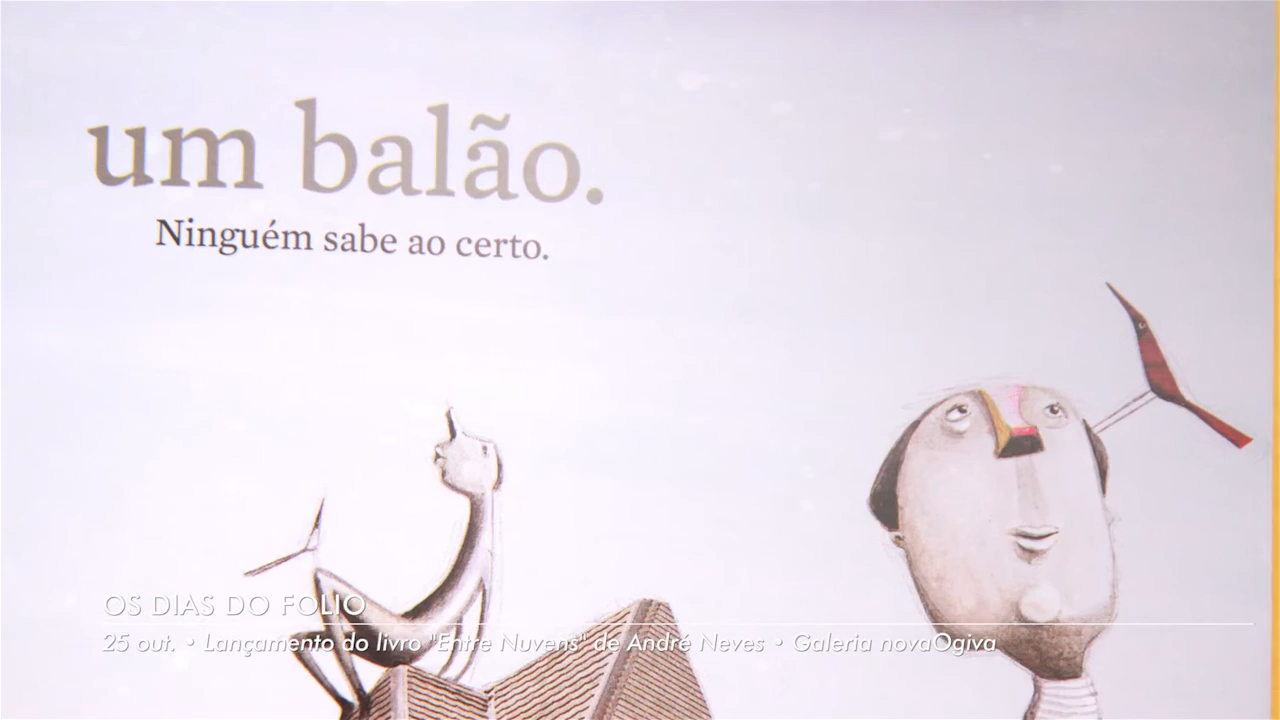 um balão.
Ninguém sabe ao certo.
OS DIAS DO FOLIO
25 out. • Lançamento do livro "Entre Nuvens" de André Neves • Galeria novaOgiva